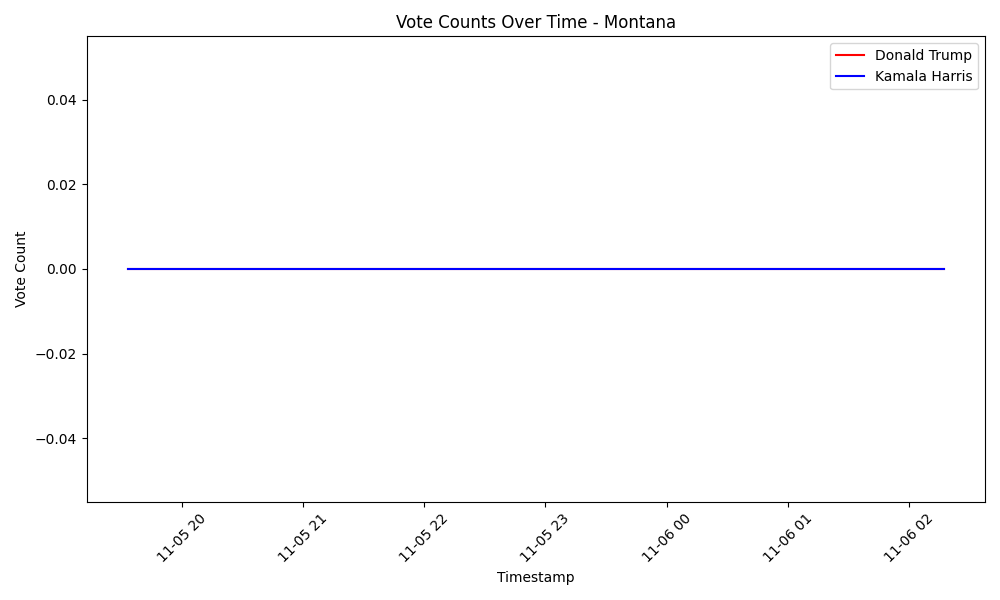 Vote Counts Over Time - Montana
Donald Trump
Kamala Harris
Vote Count
0.04
0.02
0.00
−0.02
−0.04
11-05 20
11-05 21
11-05 22
11-05 23
11-06 00
11-06 01
11-06 02
Timestamp